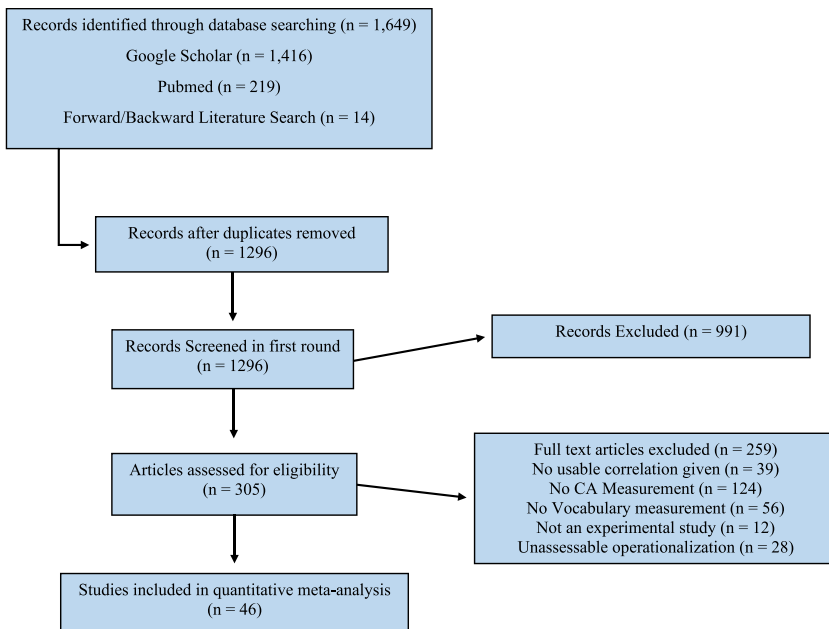 Records identified through database searching (n = 1,649)
Google Scholar (n = 1,416)
Pubmed (n = 219)
Forward/Backward Literature Search (n = 14)
Records after duplicates removed
(n = 1296)
Records Screened in first round
(n = 1296)
Records Excluded (n = 991)
Articles assessed for eligibility
(n = 305)
Full text articles excluded (n = 259)
No usable correlation given (n = 39)
No CA Measurement (n = 124)
No Vocabulary measurement (n = 56)
Not an experimental study (n = 12)
Unassessable operationalization (n = 28)
Studies included in quantitative meta-analysis
(n = 46)